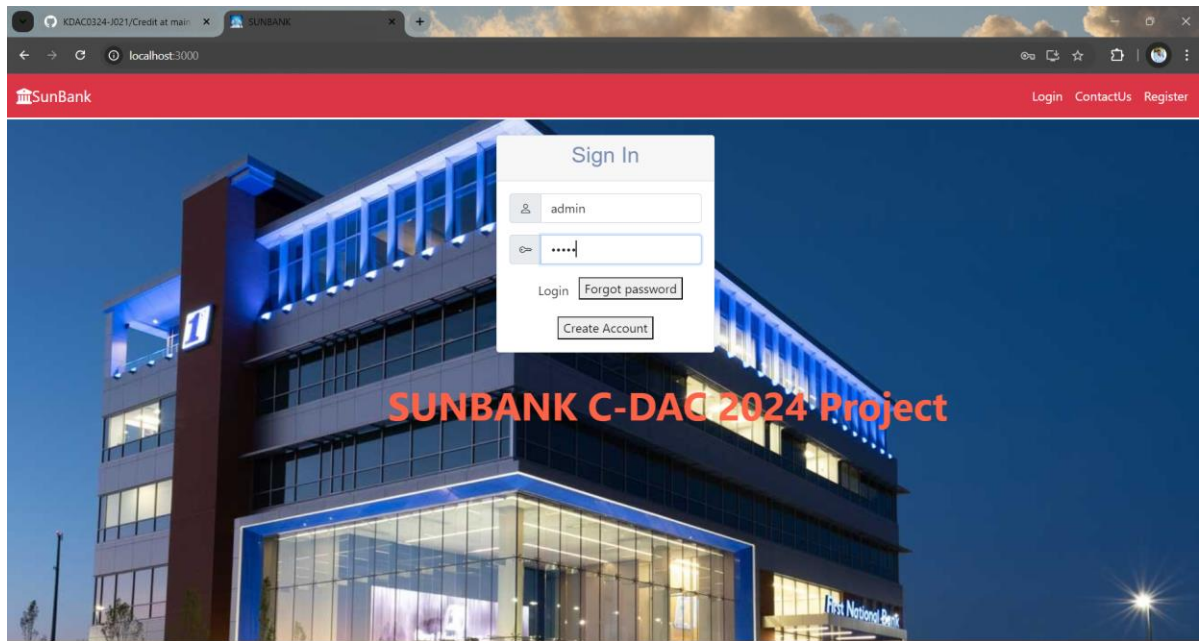 KDAC0324-J021/Credit at main
SUNBANK
localhost:3000
SunBank
Login ContactUs Register
Sign In
admin
•••••
Login Forgot password
Create Account
1
SUNBANK C-DAC 2024 Project
First National Bank